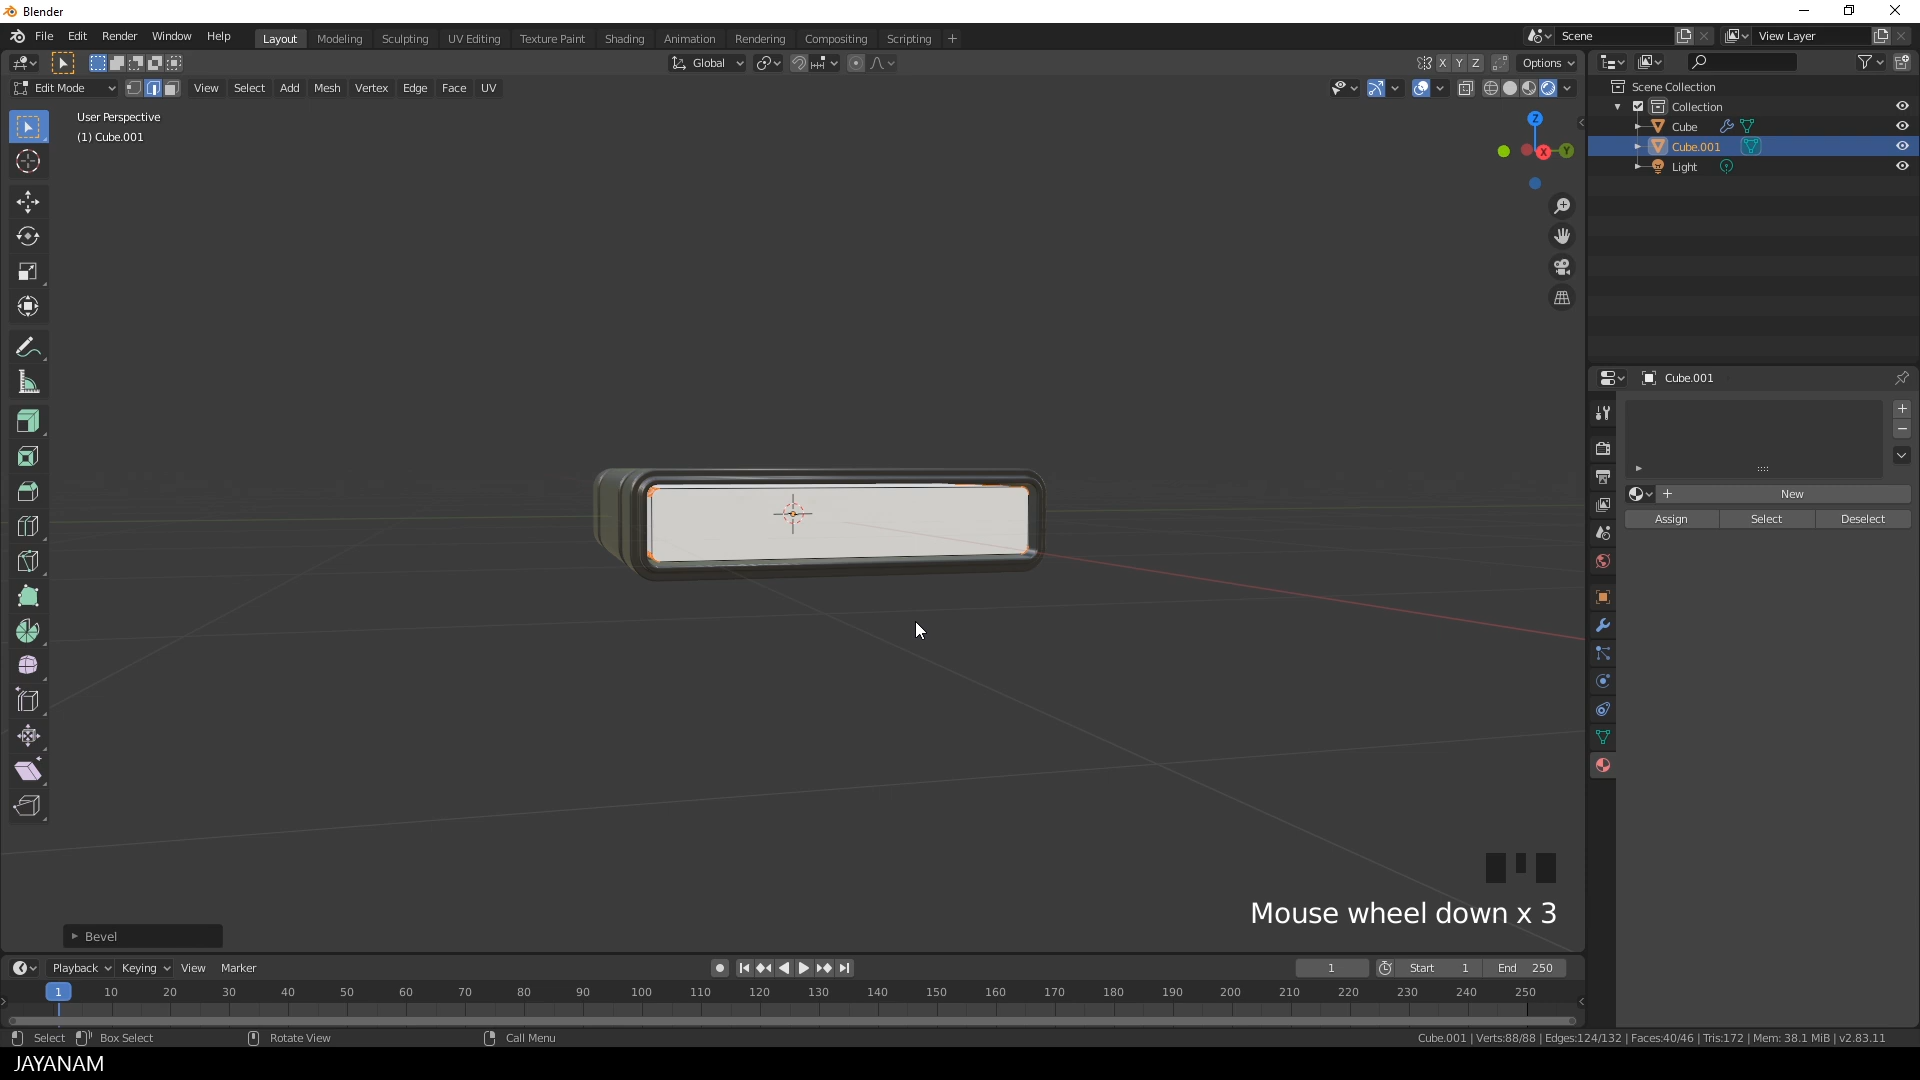 Blender
File Edit Render Window Help Layout Modeling Sculpting UV Editing Texture Paint Shading Animation Rendering Compositing Scripting + Scene View Layer
Global X Y Z Options
Edit Mode View Select Add Mesh Vertex Edge Face UV
User Perspective
(1) Cube.001
Z
X
Y
Scene Collection
Collection
Cube
Cube.001
Light
Cube.001
New
Assign Select Deselect
Mouse wheel down x 3
Bevel
Playback Keying View Marker 1 Start 1 End 250
1 10 20 30 40 50 60 70 80 90 100 110 120 130 140 150 160 170 180 190 200 210 220 230 240 250
Select Box Select Rotate View Call Menu Cube.001 | Verts:88/88 | Edges:124/132 | Faces:40/46 | Tris:172 | Mem: 38.1 MiB | v2.83.11
JAYANAM